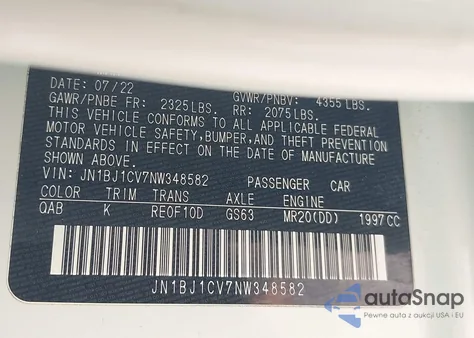 DATE: 07/22
GVWR/PNBV: 4355 LBS.
GAWR/PNBE FR: 2325LBS. RR: 2075LBS.
THIS VEHICLE CONFORMS TO ALL APPLICABLE FEDERAL
MOTOR VEHICLE SAFETY, BUMPER, AND THEFT PREVENTION
STANDARDS IN EFFECT ON THE DATE OF MANUFACTURE
SHOWN ABOVE.
VIN: JN1BJ1CV7NW348582 PASSENGER CAR
COLOR TRIM TRANS AXLE ENGINE
QAB K RE0F10D GS63 MR20(DD) 1997CC
JN1BJ1CV7NW348582
autoSnap
Pewne auto z aukcji USA i EU